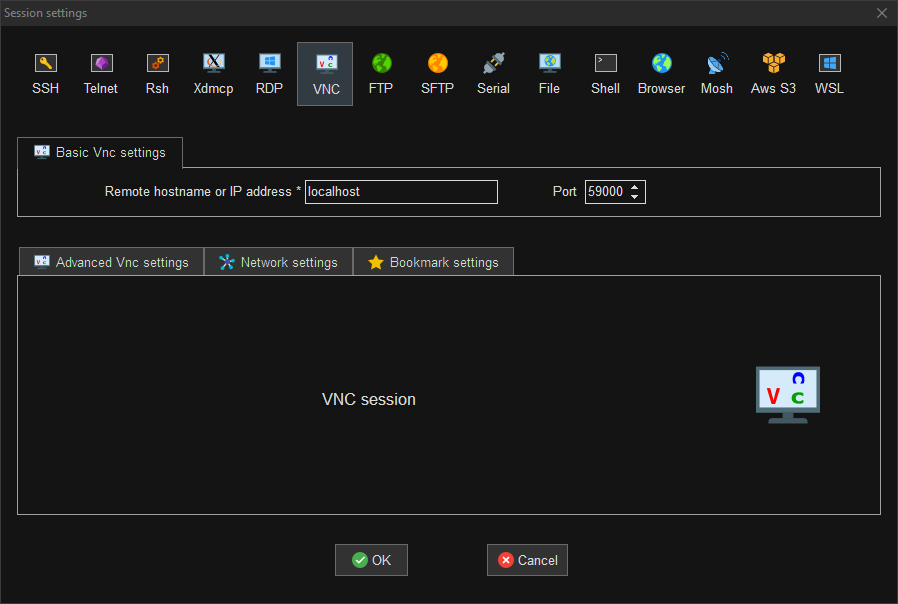 Session settings
SSH Telnet Rsh Xdmcp RDP VNC FTP SFTP Serial File Shell Browser Mosh Aws S3 WSL
Basic Vnc settings
Remote hostname or IP address * localhost Port 59000
Advanced Vnc settings Network settings Bookmark settings
VNC session
OK Cancel